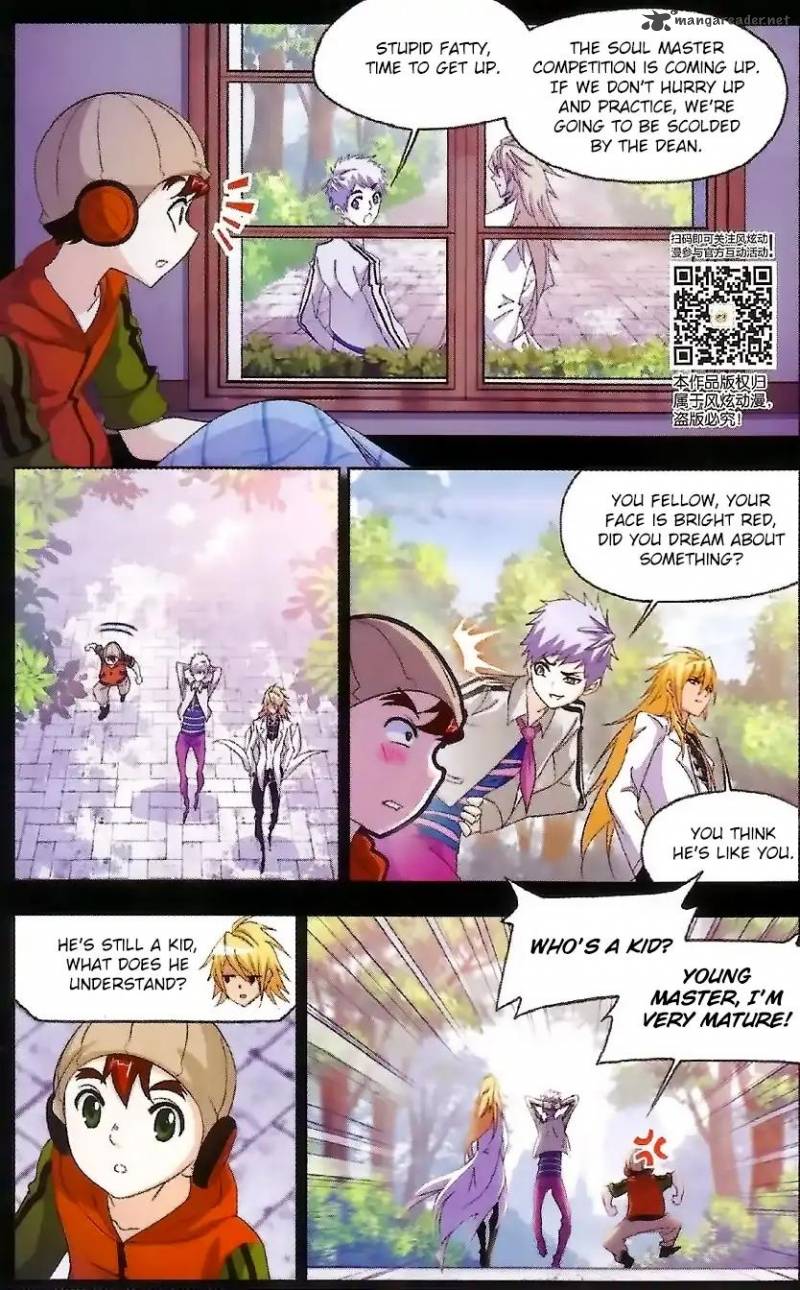 mangareader.net
STUPID FATTY,
TIME TO GET UP.
THE SOUL MASTER
COMPETITION IS COMING UP.
IF WE DON'T HURRY UP
AND PRACTICE, WE'RE
GOING TO BE SCOLDED
BY THE DEAN.
扫码即可关注风炫动
漫参与官方互动活动!
本作品版权归
属于风炫动漫,
盗版必究!
YOU FELLOW, YOUR
FACE IS BRIGHT RED,
DID YOU DREAM ABOUT
SOMETHING?
YOU THINK
HE'S LIKE YOU.
HE'S STILL A KID,
WHAT DOES HE
UNDERSTAND?
WHO'S A KID?
YOUNG
MASTER, I'M
VERY MATURE!